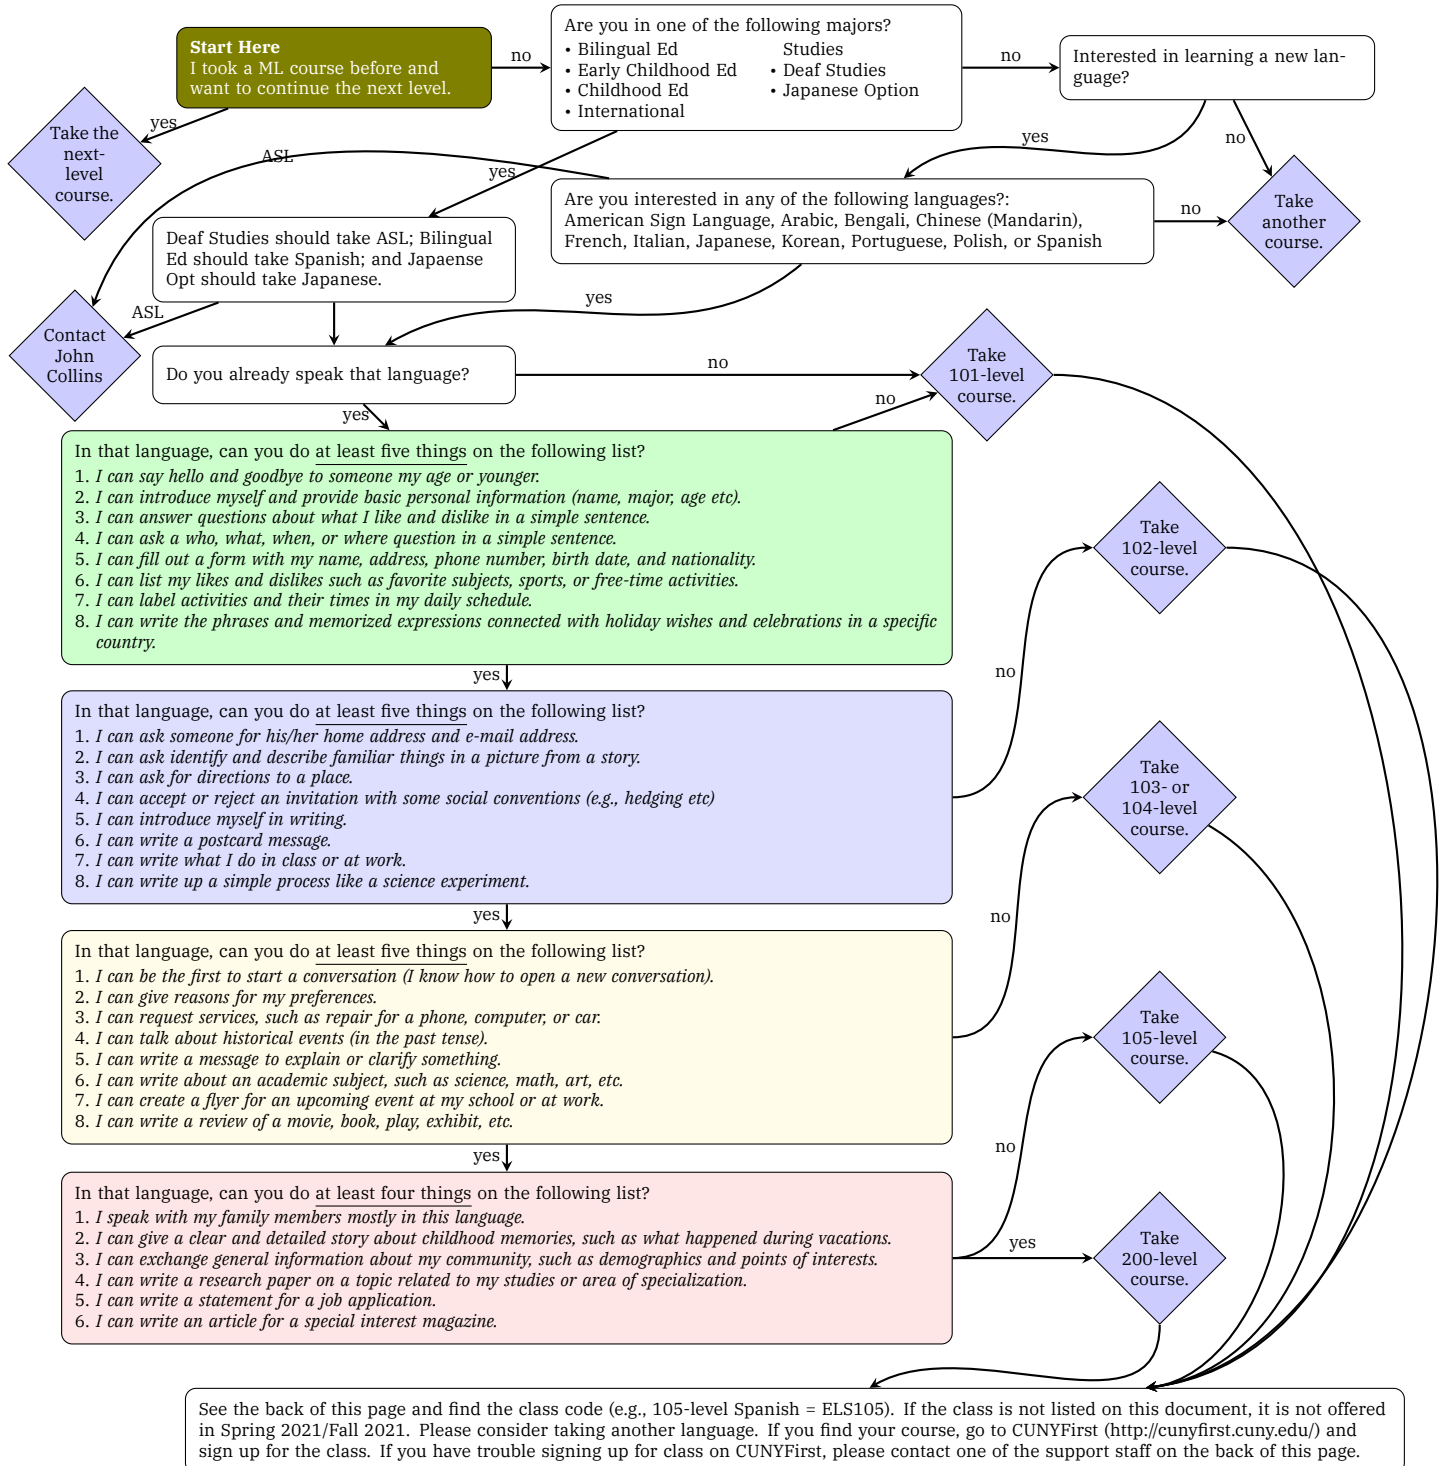 Start Here
I took a ML course before and
want to continue the next level.
no
Are you in one of the following majors?
• Bilingual Ed
• Early Childhood Ed
• Childhood Ed
• International
Studies
• Deaf Studies
• Japanese Option
no
Interested in learning a new lan-
guage?
yes
Take the
next-
level
course.
ASL
yes
yes
no
Are you interested in any of the following languages?:
American Sign Language, Arabic, Bengali, Chinese (Mandarin),
French, Italian, Japanese, Korean, Portuguese, Polish, or Spanish
no
Take
another
course.
Deaf Studies should take ASL; Bilingual
Ed should take Spanish; and Japaense
Opt should take Japanese.
ASL
yes
Contact
John
Collins
Do you already speak that language?
no
Take
101-level
course.
yes
no
In that language, can you do at least five things on the following list?
1. I can say hello and goodbye to someone my age or younger.
2. I can introduce myself and provide basic personal information (name, major, age etc).
3. I can answer questions about what I like and dislike in a simple sentence.
4. I can ask a who, what, when, or where question in a simple sentence.
5. I can fill out a form with my name, address, phone number, birth date, and nationality.
6. I can list my likes and dislikes such as favorite subjects, sports, or free-time activities.
7. I can label activities and their times in my daily schedule.
8. I can write the phrases and memorized expressions connected with holiday wishes and celebrations in a specific
country.
Take
102-level
course.
yes
no
In that language, can you do at least five things on the following list?
1. I can ask someone for his/her home address and e-mail address.
2. I can ask identify and describe familiar things in a picture from a story.
3. I can ask for directions to a place.
4. I can accept or reject an invitation with some social conventions (e.g., hedging etc)
5. I can introduce myself in writing.
6. I can write a postcard message.
7. I can write what I do in class or at work.
8. I can write up a simple process like a science experiment.
Take
103- or
104-level
course.
yes
no
In that language, can you do at least five things on the following list?
1. I can be the first to start a conversation (I know how to open a new conversation).
2. I can give reasons for my preferences.
3. I can request services, such as repair for a phone, computer, or car.
4. I can talk about historical events (in the past tense).
5. I can write a message to explain or clarify something.
6. I can write about an academic subject, such as science, math, art, etc.
7. I can create a flyer for an upcoming event at my school or at work.
8. I can write a review of a movie, book, play, exhibit, etc.
Take
105-level
course.
yes
no
In that language, can you do at least four things on the following list?
1. I speak with my family members mostly in this language.
2. I can give a clear and detailed story about childhood memories, such as what happened during vacations.
3. I can exchange general information about my community, such as demographics and points of interests.
4. I can write a research paper on a topic related to my studies or area of specialization.
5. I can write a statement for a job application.
6. I can write an article for a special interest magazine.
yes
Take
200-level
course.
See the back of this page and find the class code (e.g., 105-level Spanish = ELS105). If the class is not listed on this document, it is not offered
in Spring 2021/Fall 2021. Please consider taking another language. If you find your course, go to CUNYFirst (http://cunyfirst.cuny.edu/) and
sign up for the class. If you have trouble signing up for class on CUNYFirst, please contact one of the support staff on the back of this page.